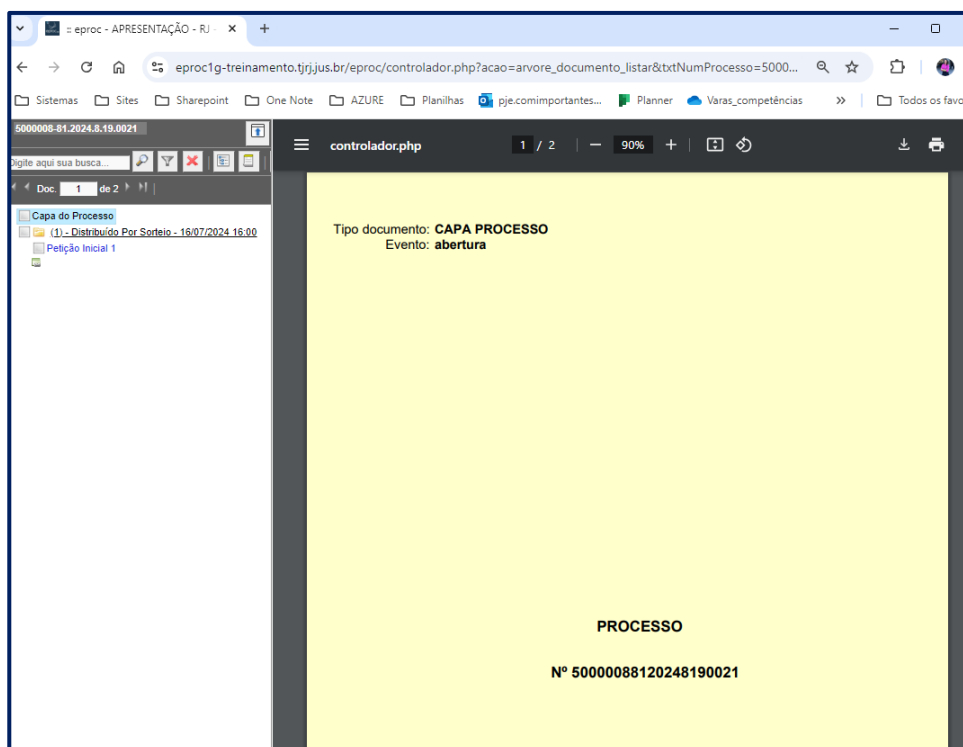 :: eproc - APRESENTAÇÃO - RJ -
eproc1g-treinamento.tjrj.jus.br/eproc/controlador.php?acao=arvore_documento_listar&txtNumProcesso=5000...
Sistemas Sites Sharepoint One Note AZURE Planilhas pje.comimportantes... Planner Varas_competências » Todos os favo
5000008-81.2024.8.19.0021
Digite aqui sua busca...
Doc. 1 de 2
Capa do Processo
(1) - Distribuído Por Sorteio - 16/07/2024 16:00
Petição Inicial 1
controlador.php 1 / 2 90%
Tipo documento: CAPA PROCESSO
Evento: abertura
PROCESSO
Nº 50000088120248190021